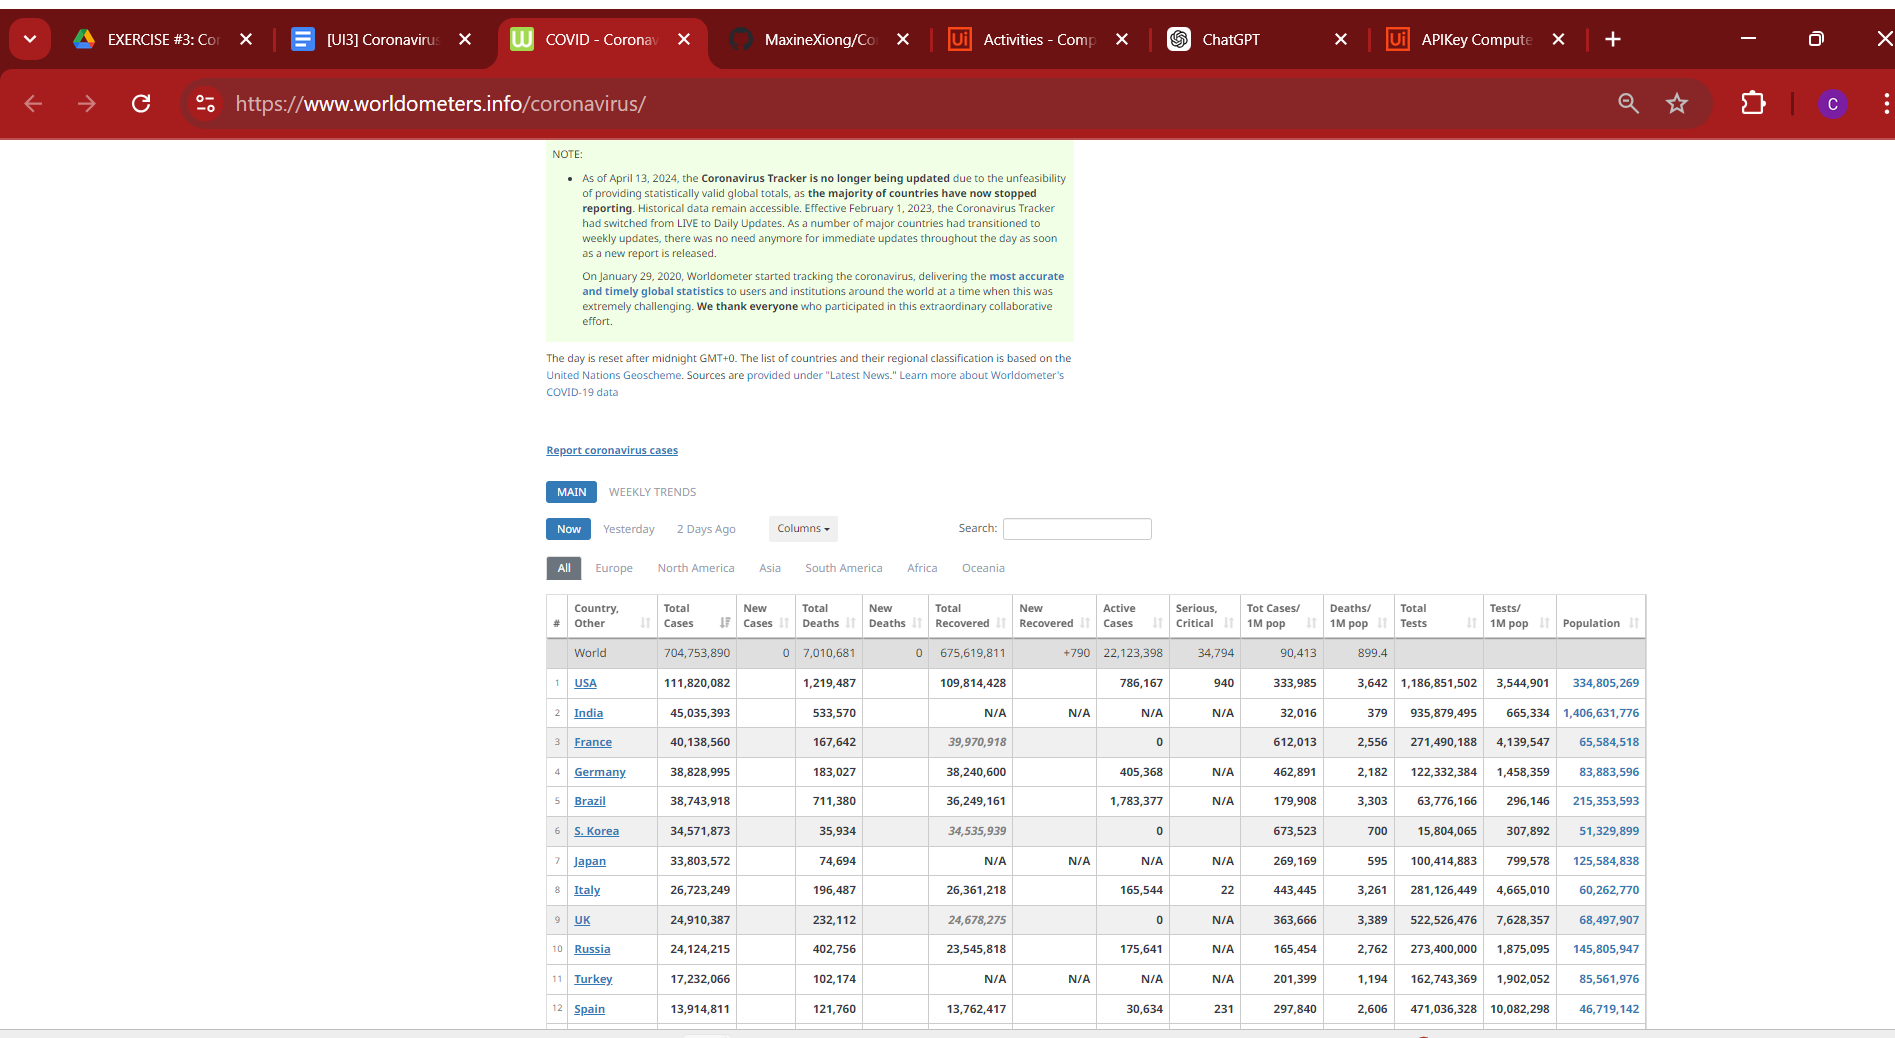 EXERCISE #3: Co
[UI3] Coronavirus
COVID - Coronav
MaxineXiong/Co
Activities - Comp
ChatGPT
APIKey Compute
https://www.worldometers.info/coronavirus/
C
NOTE:
As of April 13, 2024, the Coronavirus Tracker is no longer being updated due to the unfeasibility
of providing statistically valid global totals, as the majority of countries have now stopped
reporting. Historical data remain accessible. Effective February 1, 2023, the Coronavirus Tracker
had switched from LIVE to Daily Updates. As a number of major countries had transitioned to
weekly updates, there was no need anymore for immediate updates throughout the day as soon
as a new report is released.
On January 29, 2020, Worldometer started tracking the coronavirus, delivering the most accurate
and timely global statistics to users and institutions around the world at a time when this was
extremely challenging. We thank everyone who participated in this extraordinary collaborative
effort.
The day is reset after midnight GMT+0. The list of countries and their regional classification is based on the
United Nations Geoscheme. Sources are provided under "Latest News." Learn more about Worldometer's
COVID-19 data
Report coronavirus cases
MAIN WEEKLY TRENDS
Now Yesterday 2 Days Ago Columns Search:
All Europe North America Asia South America Africa Oceania
# Country, Other Total Cases New Cases Total Deaths New Deaths Total Recovered New Recovered Active Cases Serious, Critical Tot Cases/ 1M pop Deaths/ 1M pop Total Tests Tests/ 1M pop Population
World 704,753,890 0 7,010,681 0 675,619,811 +790 22,123,398 34,794 90,413 899.4
1 USA 111,820,082 1,219,487 109,814,428 786,167 940 333,985 3,642 1,186,851,502 3,544,901 334,805,269
2 India 45,035,393 533,570 N/A N/A N/A N/A 32,016 379 935,879,495 665,334 1,406,631,776
3 France 40,138,560 167,642 39,970,918 0 612,013 2,556 271,490,188 4,139,547 65,584,518
4 Germany 38,828,995 183,027 38,240,600 405,368 N/A 462,891 2,182 122,332,384 1,458,359 83,883,596
5 Brazil 38,743,918 711,380 36,249,161 1,783,377 N/A 179,908 3,303 63,776,166 296,146 215,353,593
6 S. Korea 34,571,873 35,934 34,535,939 0 673,523 700 15,804,065 307,892 51,329,899
7 Japan 33,803,572 74,694 N/A N/A N/A N/A 269,169 595 100,414,883 799,578 125,584,838
8 Italy 26,723,249 196,487 26,361,218 165,544 22 443,445 3,261 281,126,449 4,665,010 60,262,770
9 UK 24,910,387 232,112 24,678,275 0 N/A 363,666 3,389 522,526,476 7,628,357 68,497,907
10 Russia 24,124,215 402,756 23,545,818 175,641 N/A 165,454 2,762 273,400,000 1,875,095 145,805,947
11 Turkey 17,232,066 102,174 N/A N/A N/A N/A 201,399 1,194 162,743,369 1,902,052 85,561,976
12 Spain 13,914,811 121,760 13,762,417 30,634 231 297,840 2,606 471,036,328 10,082,298 46,719,142